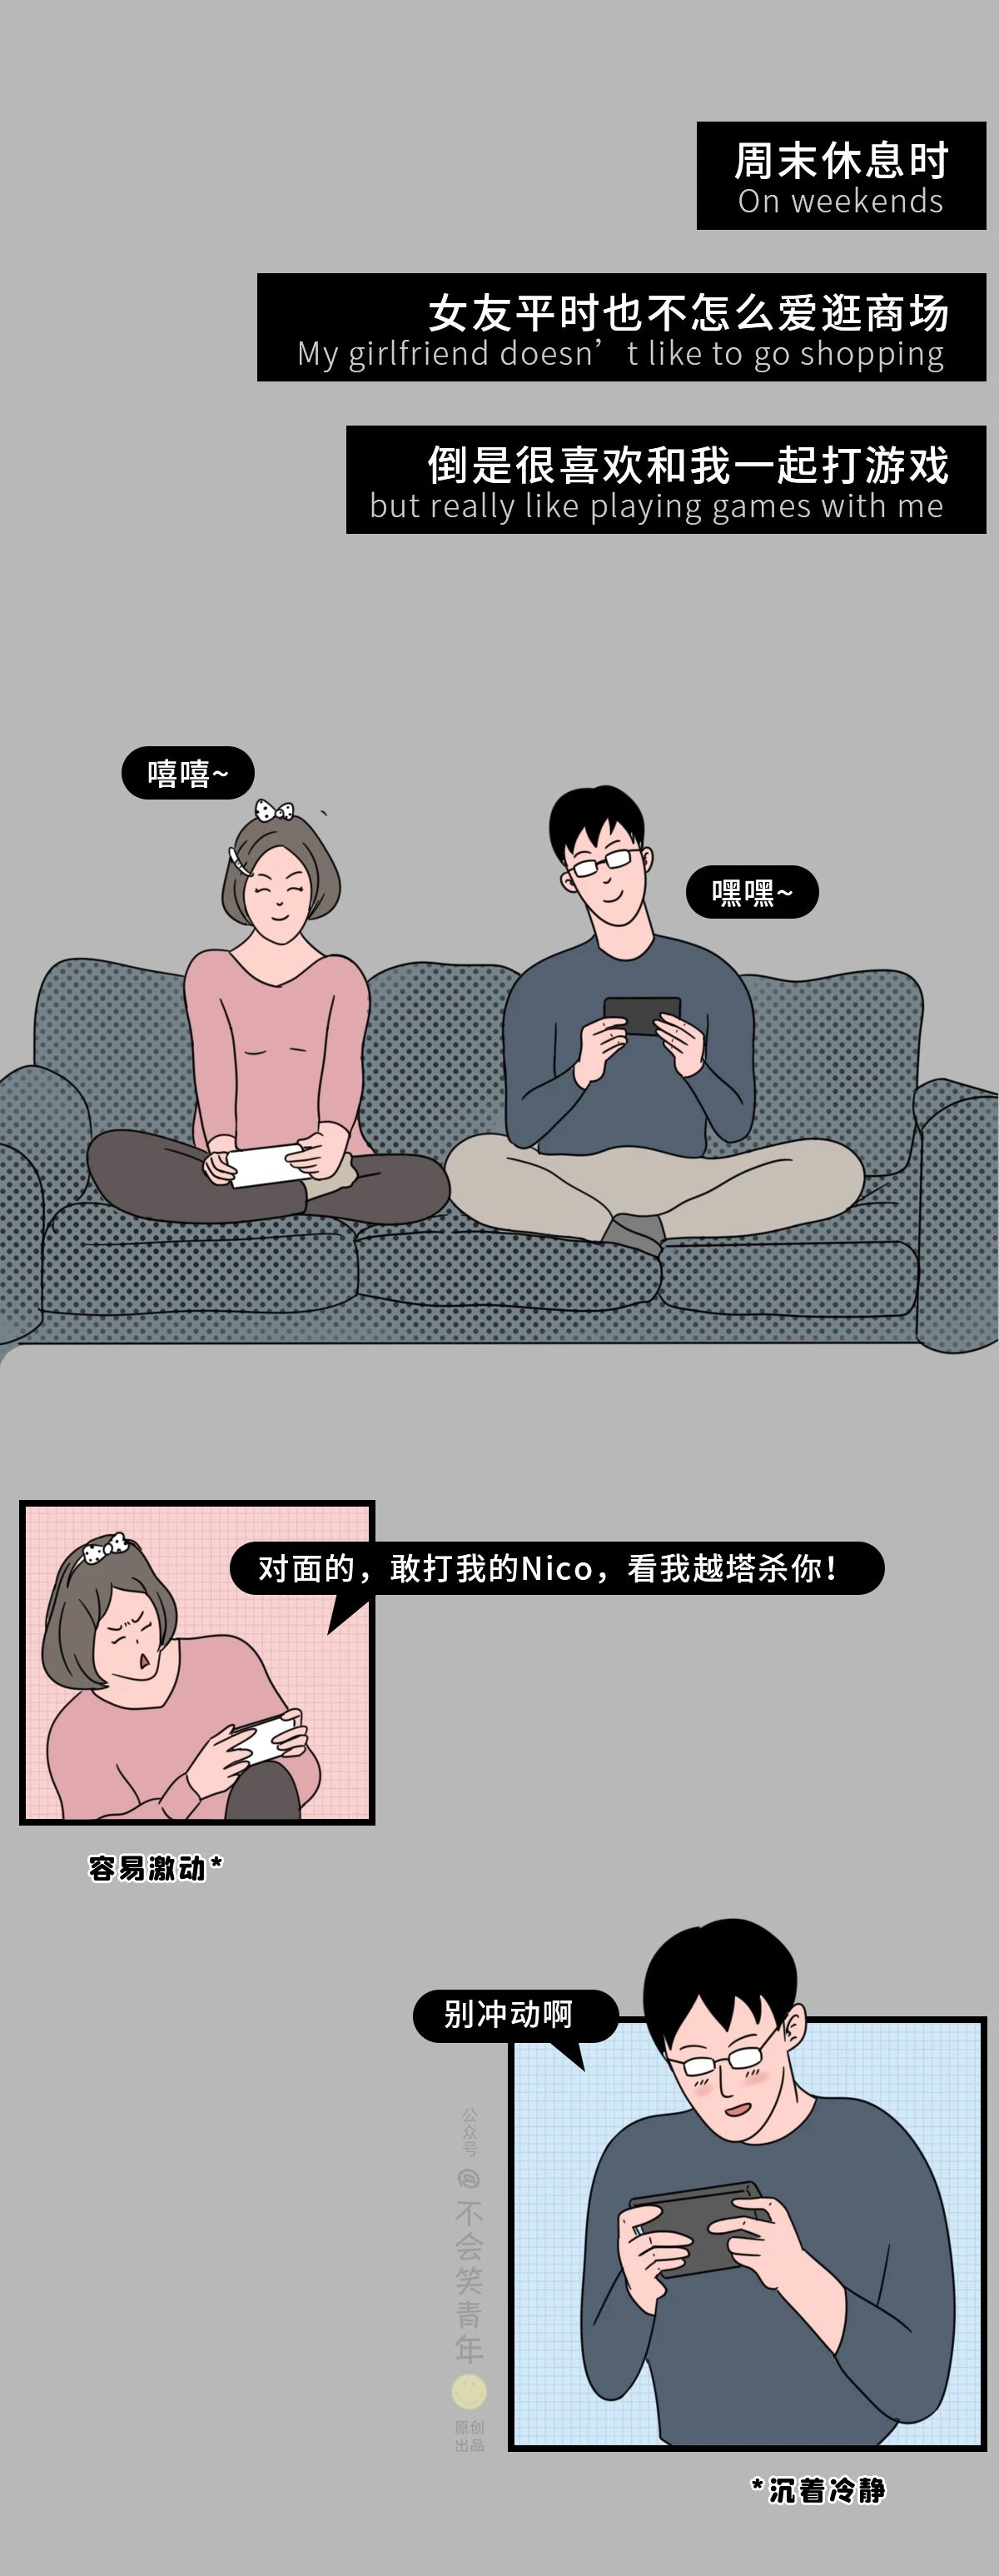 周末休息时
On weekends
女友平时也不怎么爱逛商场
My girlfriend doesn’t like to go shopping
倒是很喜欢和我一起打游戏
but really like playing games with me
嘻嘻~
嘿嘿~
对面的，敢打我的Nico，看我越塔杀你！
容易激动*
别冲动啊
公众号
@不会笑青年
原创
出品
*沉着冷静